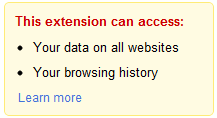 This extension can access:
• Your data on all websites
• Your browsing history
Learn more